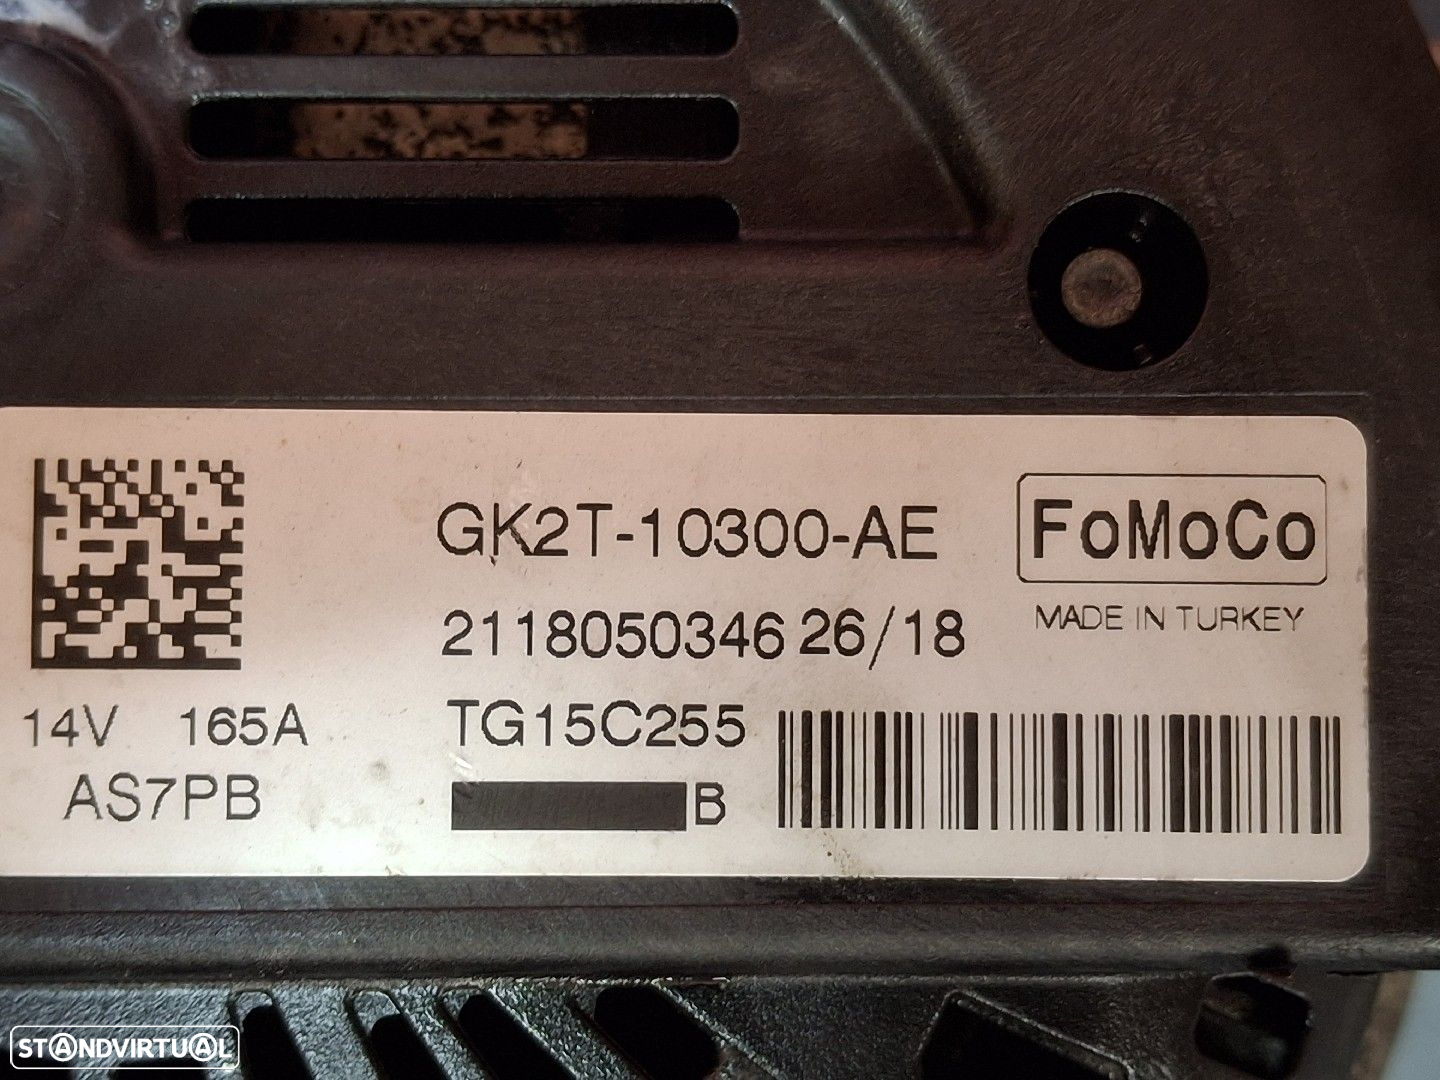 GK2T-10300-AE
FoMoCo
2118050346 26/18
MADE IN TURKEY
14V 165A
TG15C255
AS7PB
B
STANDVIRTUAL